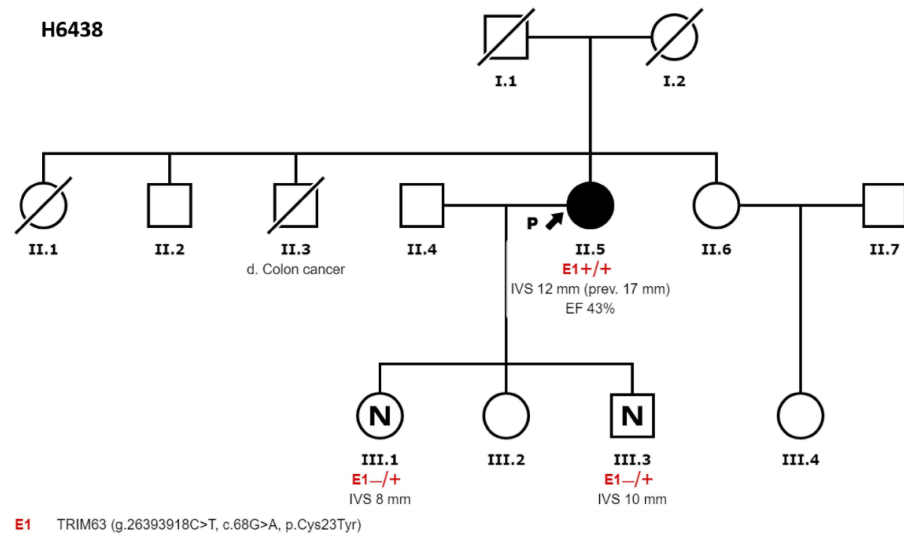 H6438
I.1 I.2
P
II.1 II.2 II.3 II.4 II.5 II.6 II.7
d. Colon cancer
E1+/+
IVS 12 mm (prev. 17 mm)
EF 43%
N N
III.1 III.2 III.3 III.4
E1—/+ E1—/+
IVS 8 mm IVS 10 mm
E1 TRIM63 (g.26393918C>T, c.68G>A, p.Cys23Tyr)